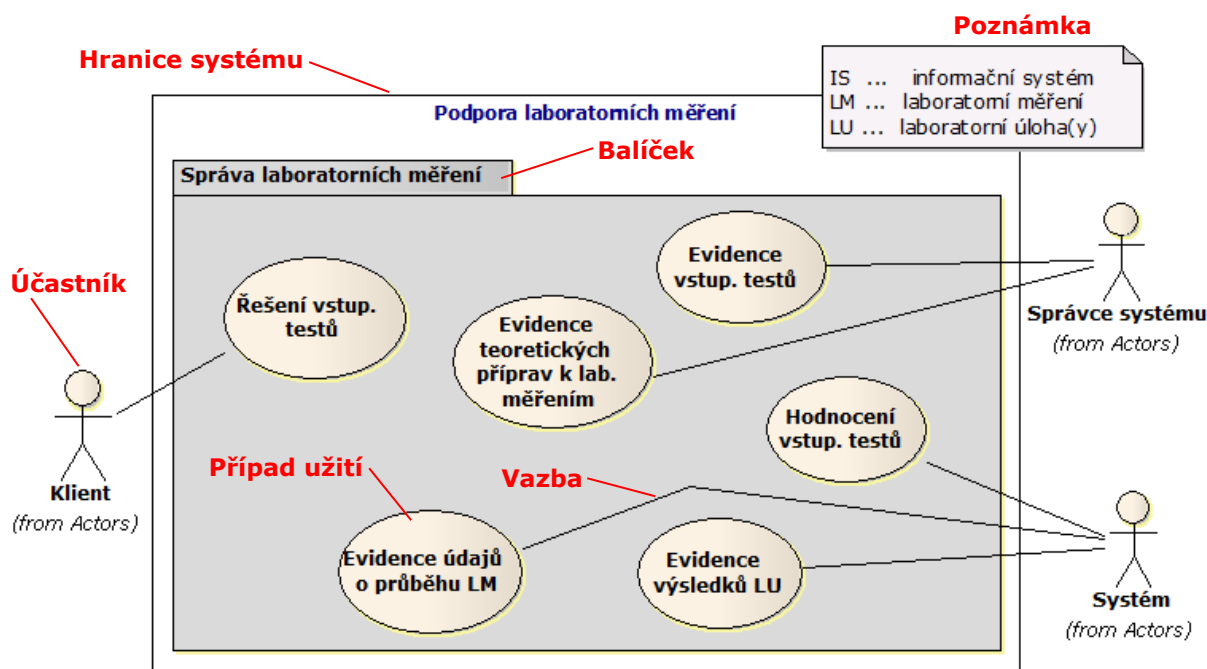 Poznámka
Hranice systému
IS ... informační systém
LM ... laboratorní měření
LU ... laboratorní úloha(y)
Podpora laboratorních měření
Balíček
Správa laboratorních měření
Účastník
Evidence
vstup. testů
Řešení vstup.
testů
Správce systému
(from Actors)
Evidence
teoretických
příprav k lab.
měřením
Hodnocení
vstup. testů
Případ užití
Vazba
Klient
(from Actors)
Evidence údajů
o průběhu LM
Evidence
výsledků LU
Systém
(from Actors)